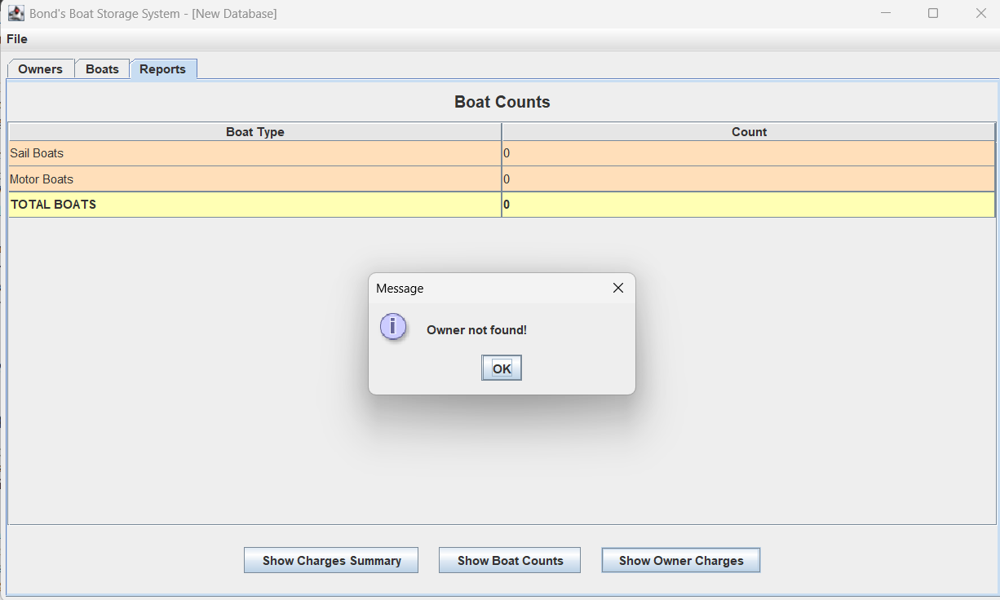 Bond's Boat Storage System - [New Database]
File
Owners Boats Reports
Boat Counts
Boat Type Count
Sail Boats 0
Motor Boats 0
TOTAL BOATS 0
Message
i
Owner not found!
OK
Show Charges Summary Show Boat Counts Show Owner Charges